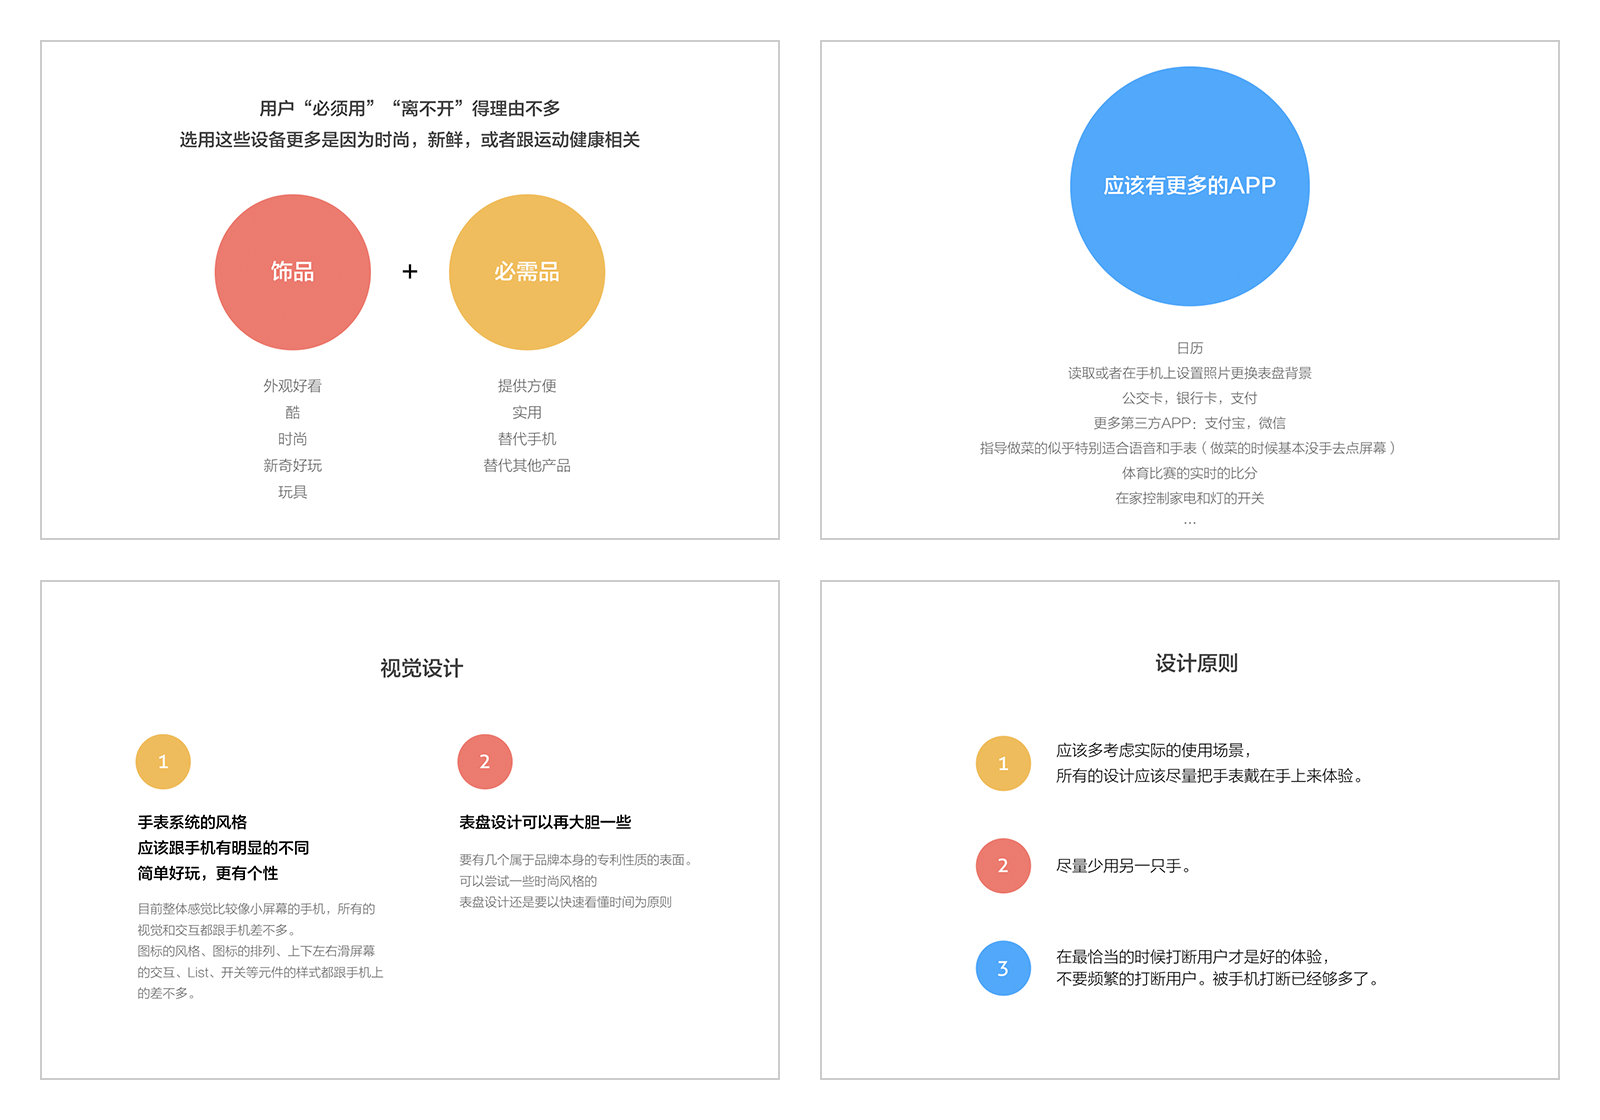 用户“必须用” “离不开”得理由不多
选用这些设备更多是因为时尚，新鲜，或者跟运动健康相关
饰品
+
必需品
外观好看
酷
时尚
新奇好玩
玩具
提供方便
实用
替代手机
替代其他产品
应该有更多的APP
日历
读取或者在手机上设置照片更换表盘背景
公交卡，银行卡，支付
更多第三方APP：支付宝，微信
指导做菜的似乎特别适合语音和手表（做菜的时候基本没手去点屏幕）
体育比赛的实时的比分
在家控制家电和灯的开关
...
视觉设计
1
手表系统的风格
应该跟手机有明显的不同
简单好玩，更有个性
目前整体感觉比较像小屏幕的手机，所有的
视觉和交互都跟手机差不多。
图标的风格、图标的排列、上下左右滑屏幕
的交互、List、开关等元件的样式都跟手机上
的差不多。
2
表盘设计可以再大胆一些
要有几个属于品牌本身的专利性质的表面。
可以尝试一些时尚风格的
表盘设计还是要以快速看懂时间为原则
设计原则
1
应该多考虑实际的使用场景，
所有的设计应该尽量把手表戴在手上来体验。
2
尽量少用另一只手。
3
在最恰当的时候打断用户才是好的体验，
不要频繁的打断用户。被手机打断已经够多了。